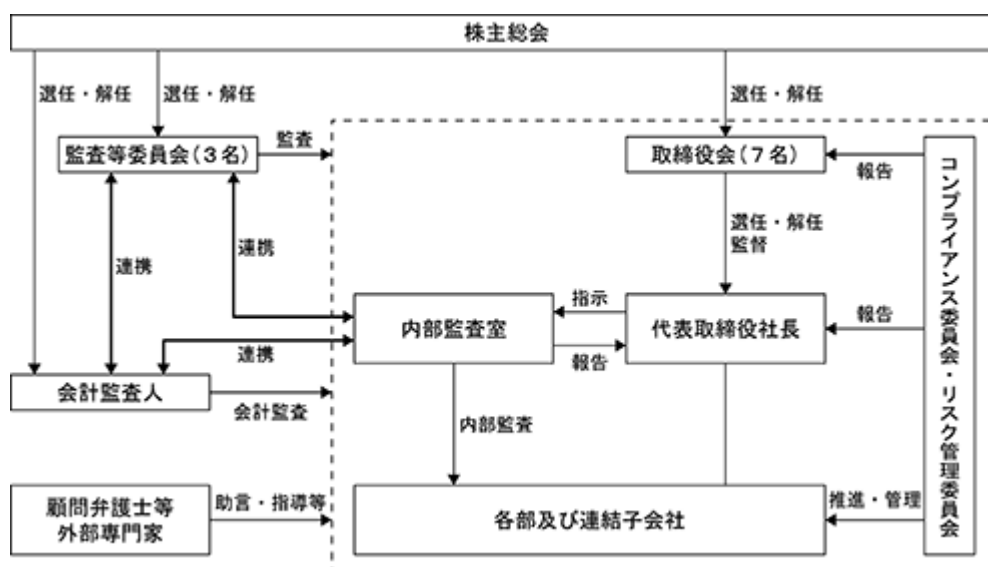 株主総会
選任・解任
選任・解任
選任・解任
監査等委員会(3名)
監査
取締役会(7名)
報告
コンプライアンス委員会・リスク管理委員会
連携
連携
選任・解任
監督
内部監査室
指示
報告
代表取締役社長
報告
連携
会計監査人
会計監査
内部監査
顧問弁護士等
外部専門家
助言・指導等
各部及び連結子会社
推進・管理